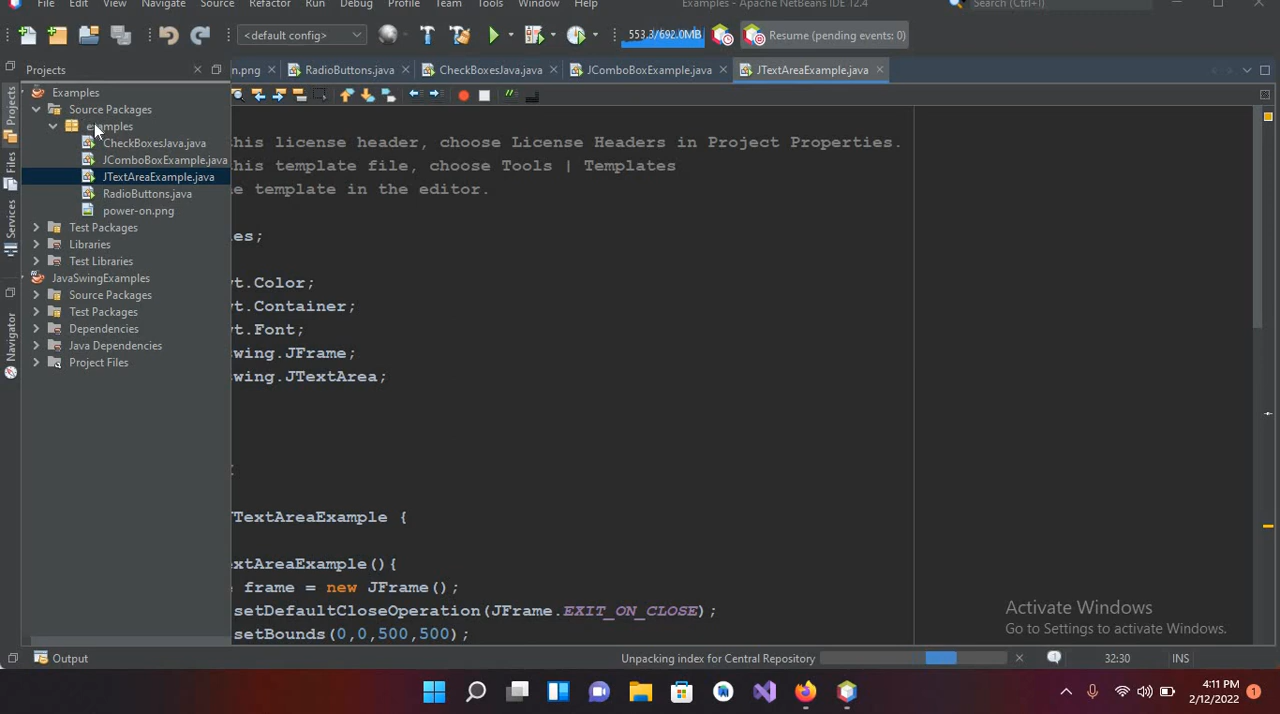 File Edit View Navigate Source Refactor Run Debug Profile Team Tools Window Help Examples - Apache NetBeans IDE 12.4 Search (Ctrl+I)
<default config> 553.3/692.0MB Resume (pending events: 0)
Projects n.png RadioButtons.java CheckBoxesJava.java JComboBoxExample.java JTextAreaExample.java
Projects
Files
Services
Navigator
Examples
Source Packages
examples
CheckBoxesJava.java
JComboBoxExample.java
JTextAreaExample.java
RadioButtons.java
power-on.png
Test Packages
Libraries
Test Libraries
JavaSwingExamples
Source Packages
Test Packages
Dependencies
Java Dependencies
Project Files
his license header, choose License Headers in Project Properties.
his template file, choose Tools | Templates
e template in the editor.
es;
t.Color;
t.Container;
t.Font;
wing.JFrame;
wing.JTextArea;
TextAreaExample {
extAreaExample(){
frame = new JFrame();
setDefaultCloseOperation(JFrame.EXIT_ON_CLOSE);
setBounds(0,0,500,500);
Activate Windows
Go to Settings to activate Windows.
Output Unpacking index for Central Repository 32:30 INS
4:11 PM
2/12/2022
1